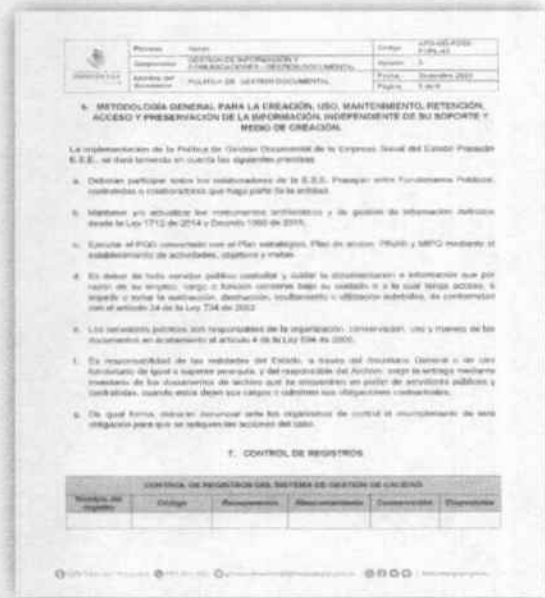 Proceso
Apoyo
Código
GESTIÓN DE INFORMACIÓN Y
COMUNICACIONES - GESTIÓN DOCUMENTAL
Versión
Nombre del
Documento
POLÍTICA DE GESTIÓN DOCUMENTAL
Fecha
Diciembre
Página
6. METODOLOGÍA GENERAL PARA LA CREACIÓN, USO, MANTENIMIENTO, RETENCIÓN,
ACCESO Y PRESERVACIÓN DE LA INFORMACIÓN, INDEPENDIENTE DE SU SOPORTE Y
MEDIO DE CREACIÓN.
La implementación de la Política de Gestión Documental de la Empresa Social del Estado Popayán
E.S.E., se dará teniendo en cuenta las siguientes premisas
a. Deberán participar todos los colaboradores de la E.S.E. Popayán entre Funcionarios Públicos,
contratistas o colaboradores que haga parte de la entidad.
b. Mantener y/o actualizar los instrumentos archivísticos y de gestión de información definidos
desde la Ley 1712 de 2014 y Decreto 1080 de 2015.
c. Ejecutar el PGD concertado con el Plan estratégico, Plan de acción, PINAR y MIPG mediante el
establecimiento de actividades, objetivos y metas.
d. Es deber de todo servidor público custodiar y cuidar la documentación e información que por
razón de su empleo, cargo o función conserve bajo su cuidado o a la cual tenga acceso, e
impedir o evitar la sustracción, destrucción, ocultamiento o utilización indebidos, de conformidad
con el artículo 34 de la Ley 734 de 2002.
e. Los servidores públicos son responsables de la organización, conservación, uso y manejo de los
documentos en acatamiento al artículo 4 de la Ley 594 de 2000.
f. Es responsabilidad de las entidades del Estado, a través del Secretario General o de otro
funcionario de igual o superior jerarquía, y del responsable del Archivo, exigir la entrega mediante
inventario de los documentos de archivo que se encuentren en poder de servidores públicos y
contratistas, cuando estos dejen sus cargos o culminen sus obligaciones contractuales.
g. De igual forma, deberán denunciar ante los organismos de control el incumplimiento de esta
obligación para que se adopten las acciones del caso.
7. CONTROL DE REGISTROS
CONTROL DE REGISTROS DEL SISTEMA DE GESTIÓN DE CALIDAD
Nombre del
registro
Código
Recuperación
Almacenamiento
Conservación
Disposición